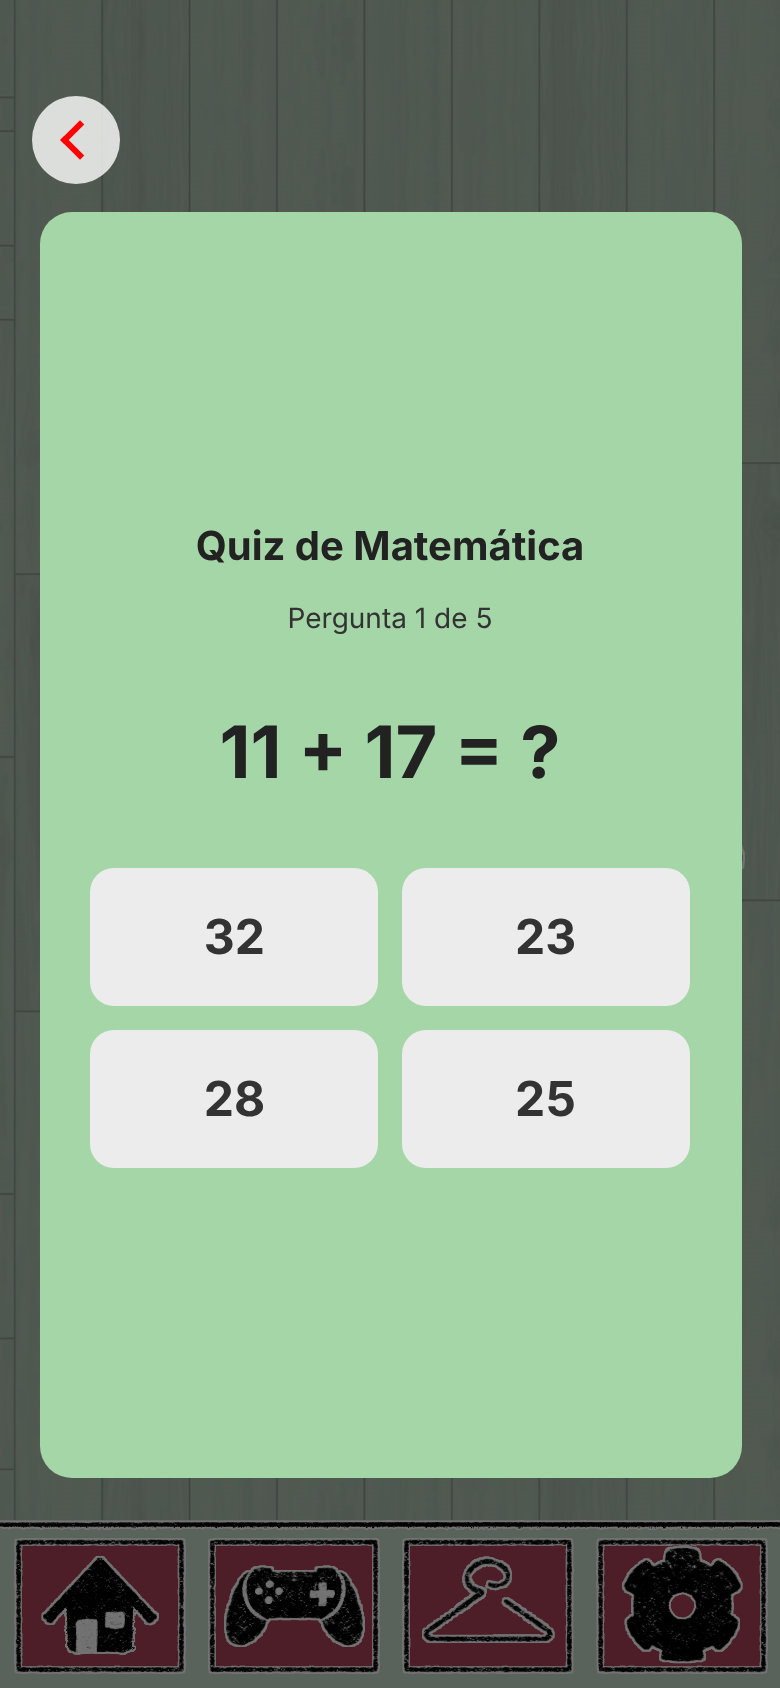 Quiz de Matemática
Pergunta 1 de 5
11 + 17 = ?
32 23
28 25